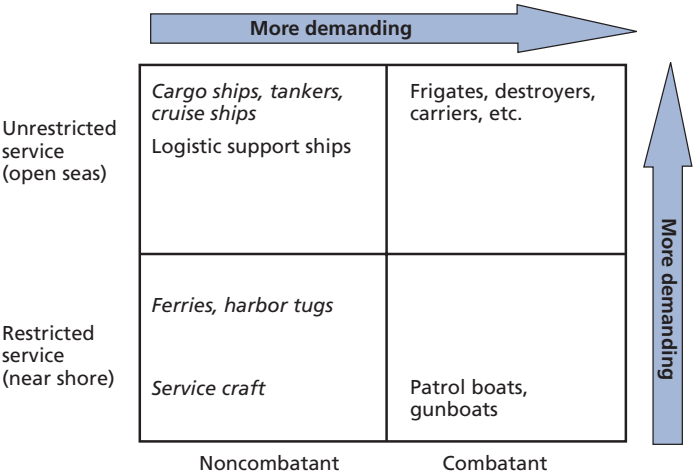 More demanding
Unrestricted
service
(open seas)
Cargo ships, tankers,
cruise ships
Logistic support ships
Frigates, destroyers,
carriers, etc.
More demanding
Restricted
service
(near shore)
Ferries, harbor tugs
Service craft
Patrol boats,
gunboats
Noncombatant
Combatant